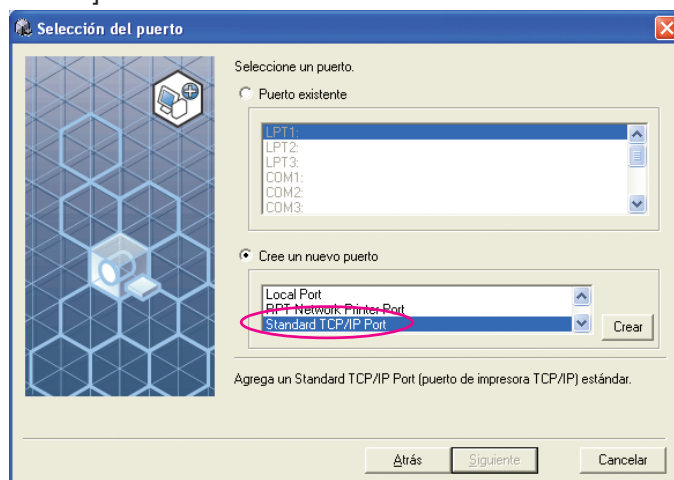 Selección del puerto
Seleccione un puerto.
Puerto existente
LPT1:
LPT2:
LPT3:
COM1:
COM2:
COM3:
Cree un nuevo puerto
Local Port
RPT Network Printer Port
Standard TCP/IP Port
Crear
Agrega un Standard TCP/IP Port (puerto de impresora TCP/IP) estándar.
Atrás
Siguiente
Cancelar